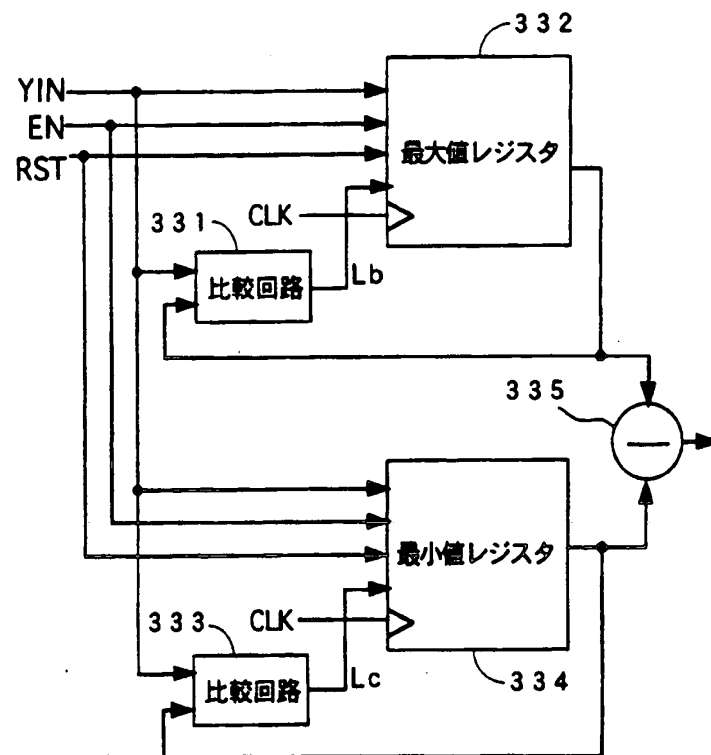 332
YIN
EN
RST
最大値レジスタ
331
CLK
比較回路
Lb
335
—
最小値レジスタ
333
CLK
比較回路
Lc
334